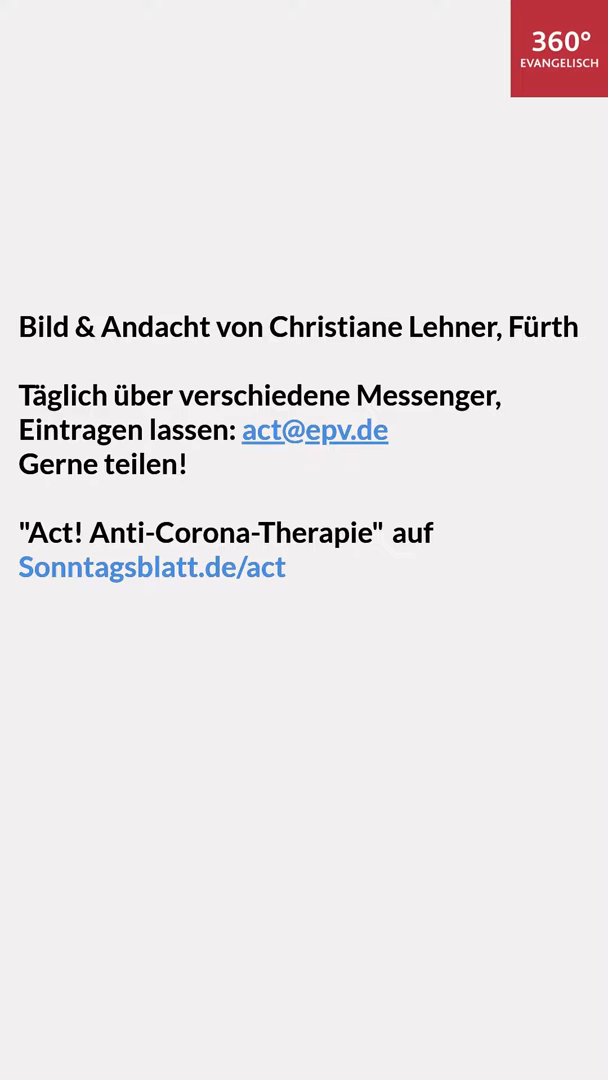 360°
EVANGELISCH
Bild & Andacht von Christiane Lehner, Fürth
Täglich über verschiedene Messenger,
Eintragen lassen: act@epv.de
Gerne teilen!
"Act! Anti-Corona-Therapie" auf
Sonntagsblatt.de/act